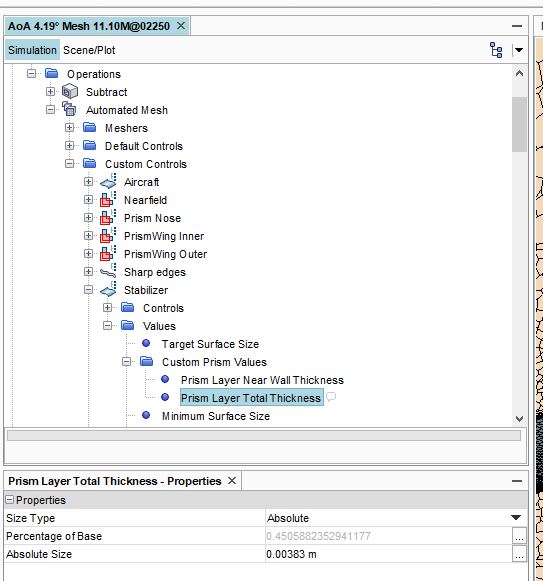 AoA 4.19° Mesh 11.10M@02250
Simulation Scene/Plot
Operations
Subtract
Automated Mesh
Meshers
Default Controls
Custom Controls
Aircraft
Nearfield
Prism Nose
PrismWing Inner
PrismWing Outer
Sharp edges
Stabilizer
Controls
Values
Target Surface Size
Custom Prism Values
Prism Layer Near Wall Thickness
Prism Layer Total Thickness
Minimum Surface Size
Prism Layer Total Thickness - Properties
Properties
Size Type Absolute
Percentage of Base 0.4505882352941177 ...
Absolute Size 0.00383 m ...